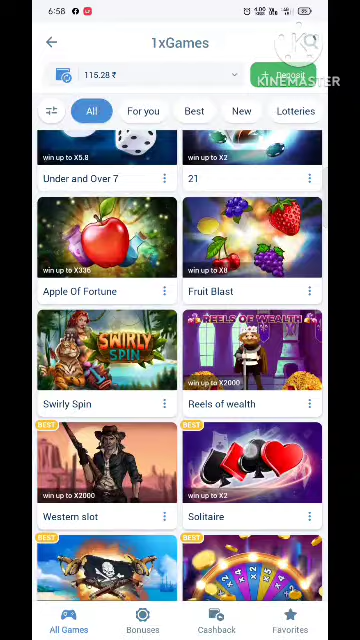 6:58
4.00
35
1xGames
KINEMASTER
115.28 ₹
Deposit
All
For you
Best
New
Lotteries
win up to X5.8
win up to X2
Under and Over 7
21
win up to X336
win up to X8
Apple Of Fortune
Fruit Blast
SWIRLY
SPIN
REELS OF WEALTH
win up to X2000
Swirly Spin
Reels of wealth
BEST
BEST
win up to X2000
win up to X2
Western slot
Solitaire
BEST
BEST
All Games
Bonuses
Cashback
Favorites